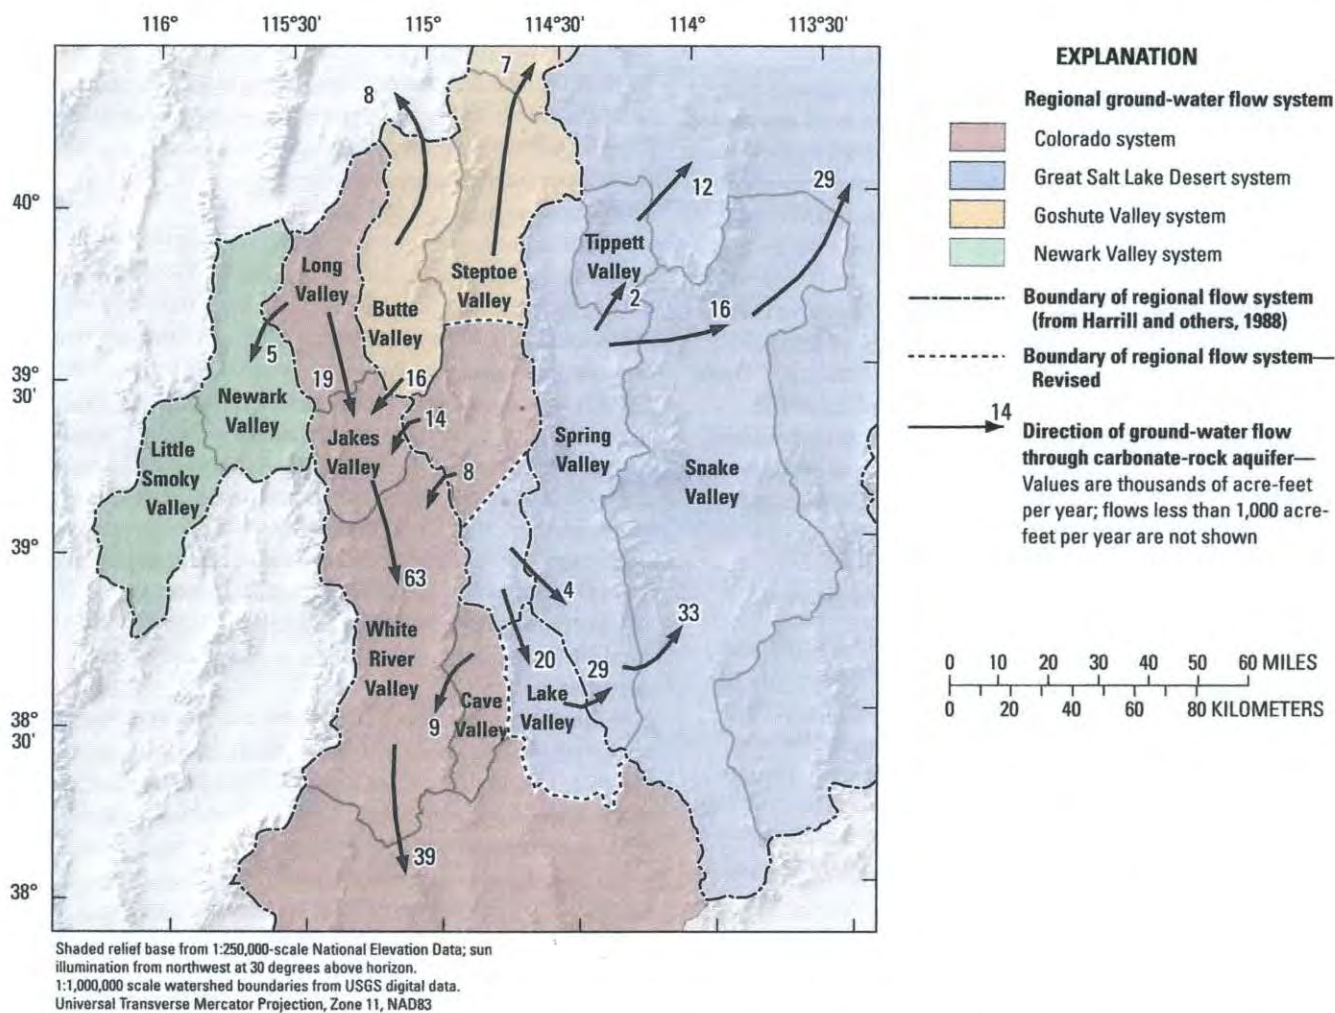 116° 115°30' 115° 114°30' 114° 113°30'
40°
39°
30'
39°
38°
30'
38°
7
8
12
29
Tippett
Valley
Long
Valley
Steptoe
Valley
Butte
Valley
2
16
5
19
16
Newark
Valley
14
Jakes
Valley
Spring
Valley
Snake
Valley
Little
Smoky
Valley
8
63
4
33
White
River
Valley
20
29
Cave
Valley
Lake
Valley
9
39
EXPLANATION
Regional ground-water flow system
Colorado system
Great Salt Lake Desert system
Goshute Valley system
Newark Valley system
Boundary of regional flow system
(from Harrill and others, 1988)
Boundary of regional flow system—
Revised
14
Direction of ground-water flow
through carbonate-rock aquifer—
Values are thousands of acre-feet
per year; flows less than 1,000 acre-
feet per year are not shown
0 10 20 30 40 50 60 MILES
0 20 40 60 80 KILOMETERS
Shaded relief base from 1:250,000-scale National Elevation Data; sun
illumination from northwest at 30 degrees above horizon.
1:1,000,000 scale watershed boundaries from USGS digital data.
Universal Transverse Mercator Projection, Zone 11, NAD83